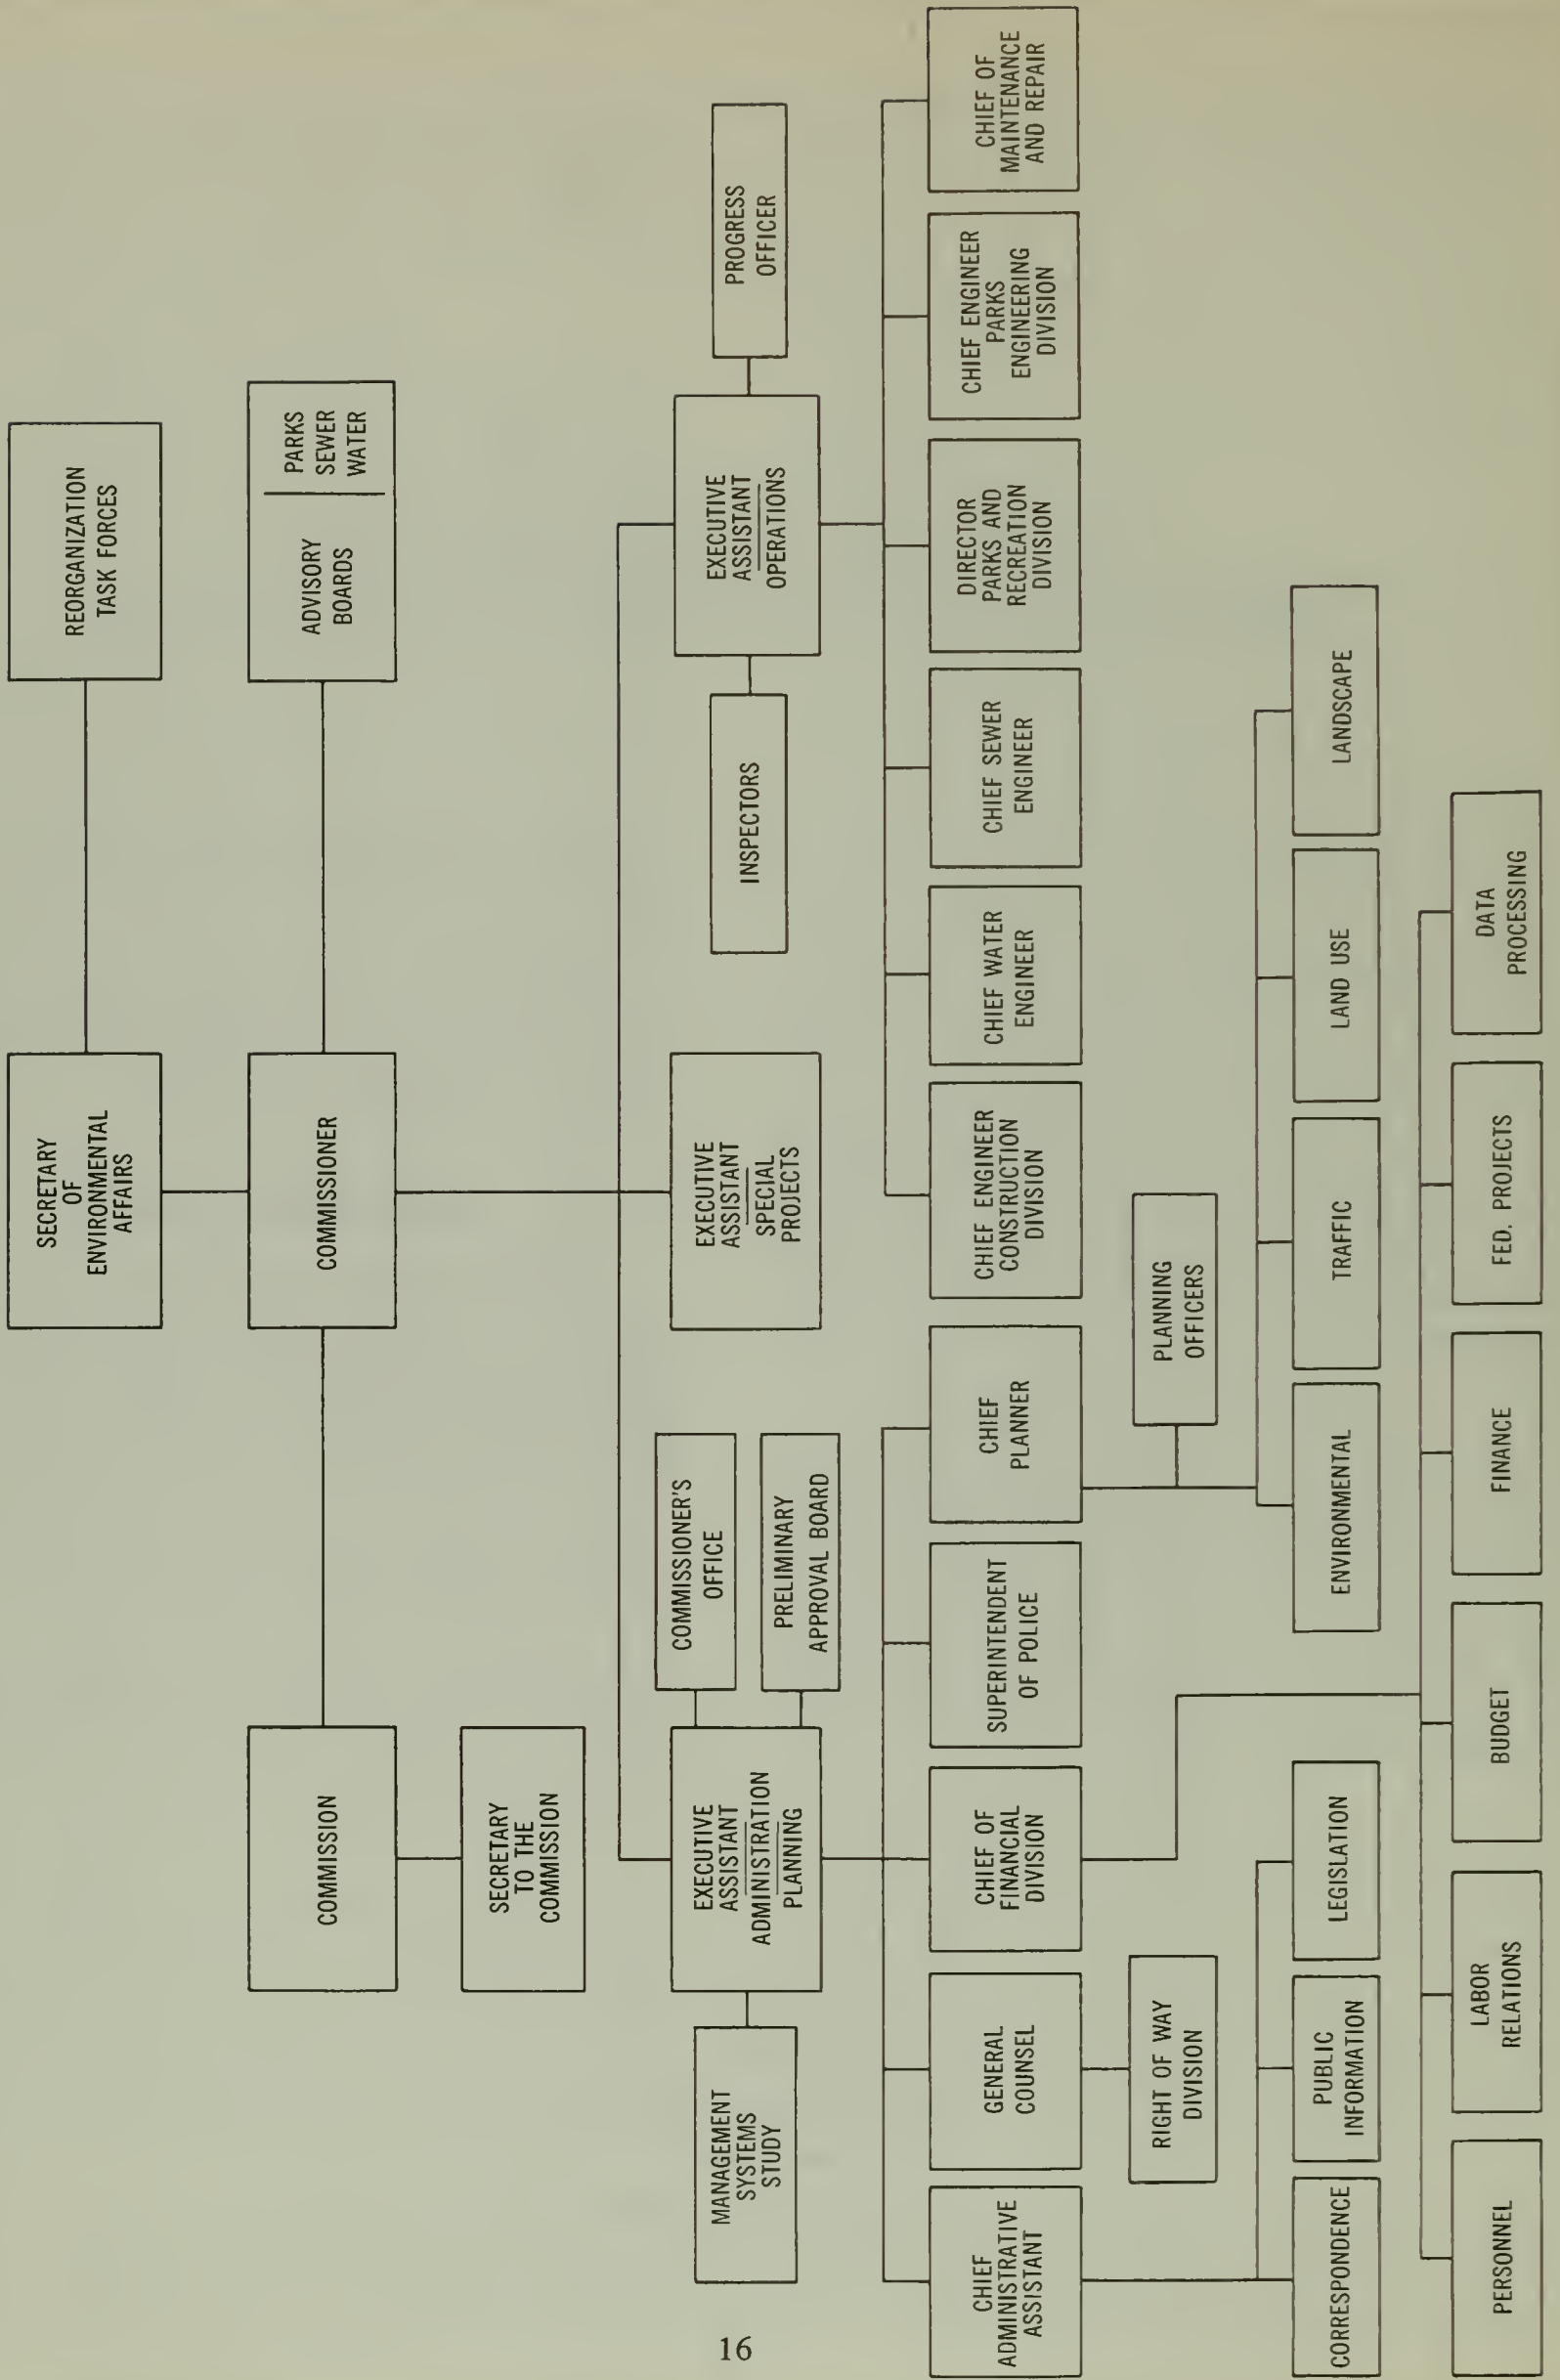 SECRETARY
OF
ENVIRONMENTAL
AFFAIRS
REORGANIZATION
TASK FORCES
COMMISSION
COMMISSIONER
ADVISORY
BOARDS
PARKS
SEWER
WATER
SECRETARY
TO THE
COMMISSION
MANAGEMENT
SYSTEMS
STUDY
EXECUTIVE
ASSISTANT
ADMINISTRATION
PLANNING
COMMISSIONER'S
OFFICE
PRELIMINARY
APPROVAL BOARD
EXECUTIVE
ASSISTANT
SPECIAL
PROJECTS
INSPECTORS
EXECUTIVE
ASSISTANT
OPERATIONS
PROGRESS
OFFICER
CHIEF
ADMINISTRATIVE
ASSISTANT
GENERAL
COUNSEL
CHIEF OF
FINANCIAL
DIVISION
SUPERINTENDENT
OF POLICE
CHIEF
PLANNER
CHIEF ENGINEER
CONSTRUCTION
DIVISION
CHIEF WATER
ENGINEER
CHIEF SEWER
ENGINEER
DIRECTOR
PARKS AND
RECREATION
DIVISION
CHIEF ENGINEER
PARKS
ENGINEERING
DIVISION
CHIEF OF
MAINTENANCE
AND REPAIR
RIGHT OF WAY
DIVISION
PLANNING
OFFICERS
CORRESPONDENCE
PUBLIC
INFORMATION
LEGISLATION
ENVIRONMENTAL
TRAFFIC
LAND USE
LANDSCAPE
PERSONNEL
LABOR
RELATIONS
BUDGET
FINANCE
FED. PROJECTS
DATA
PROCESSING
16